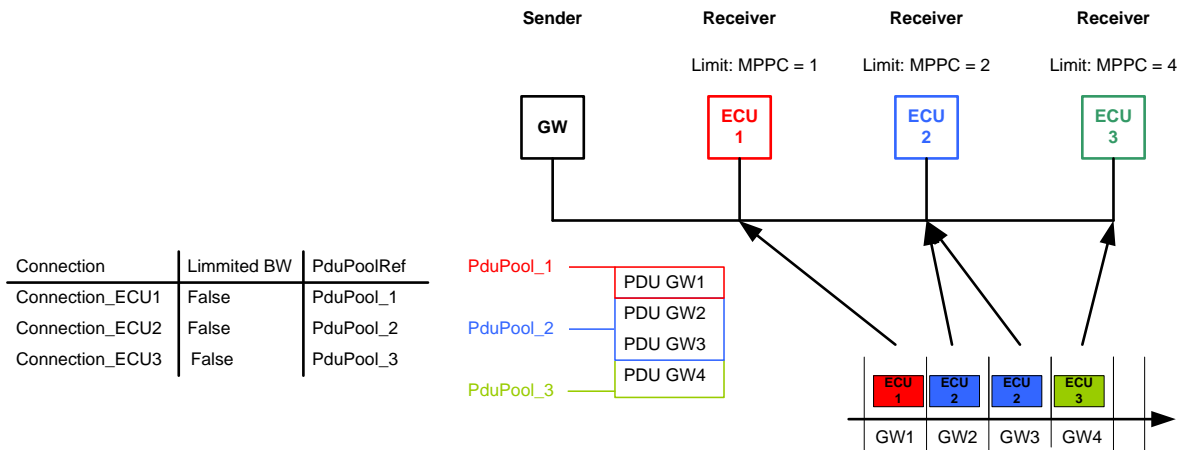 Sender Receiver Receiver Receiver
Limit: MPPC = 1 Limit: MPPC = 2 Limit: MPPC = 4
GW
ECU
1
ECU
2
ECU
3
Connection Limmited BW PduPoolRef
Connection_ECU1 False PduPool_1
Connection_ECU2 False PduPool_2
Connection_ECU3 False PduPool_3
PduPool_1
PduPool_2
PduPool_3
PDU GW1
PDU GW2
PDU GW3
PDU GW4
ECU
1
ECU
2
ECU
2
ECU
3
GW1 GW2 GW3 GW4